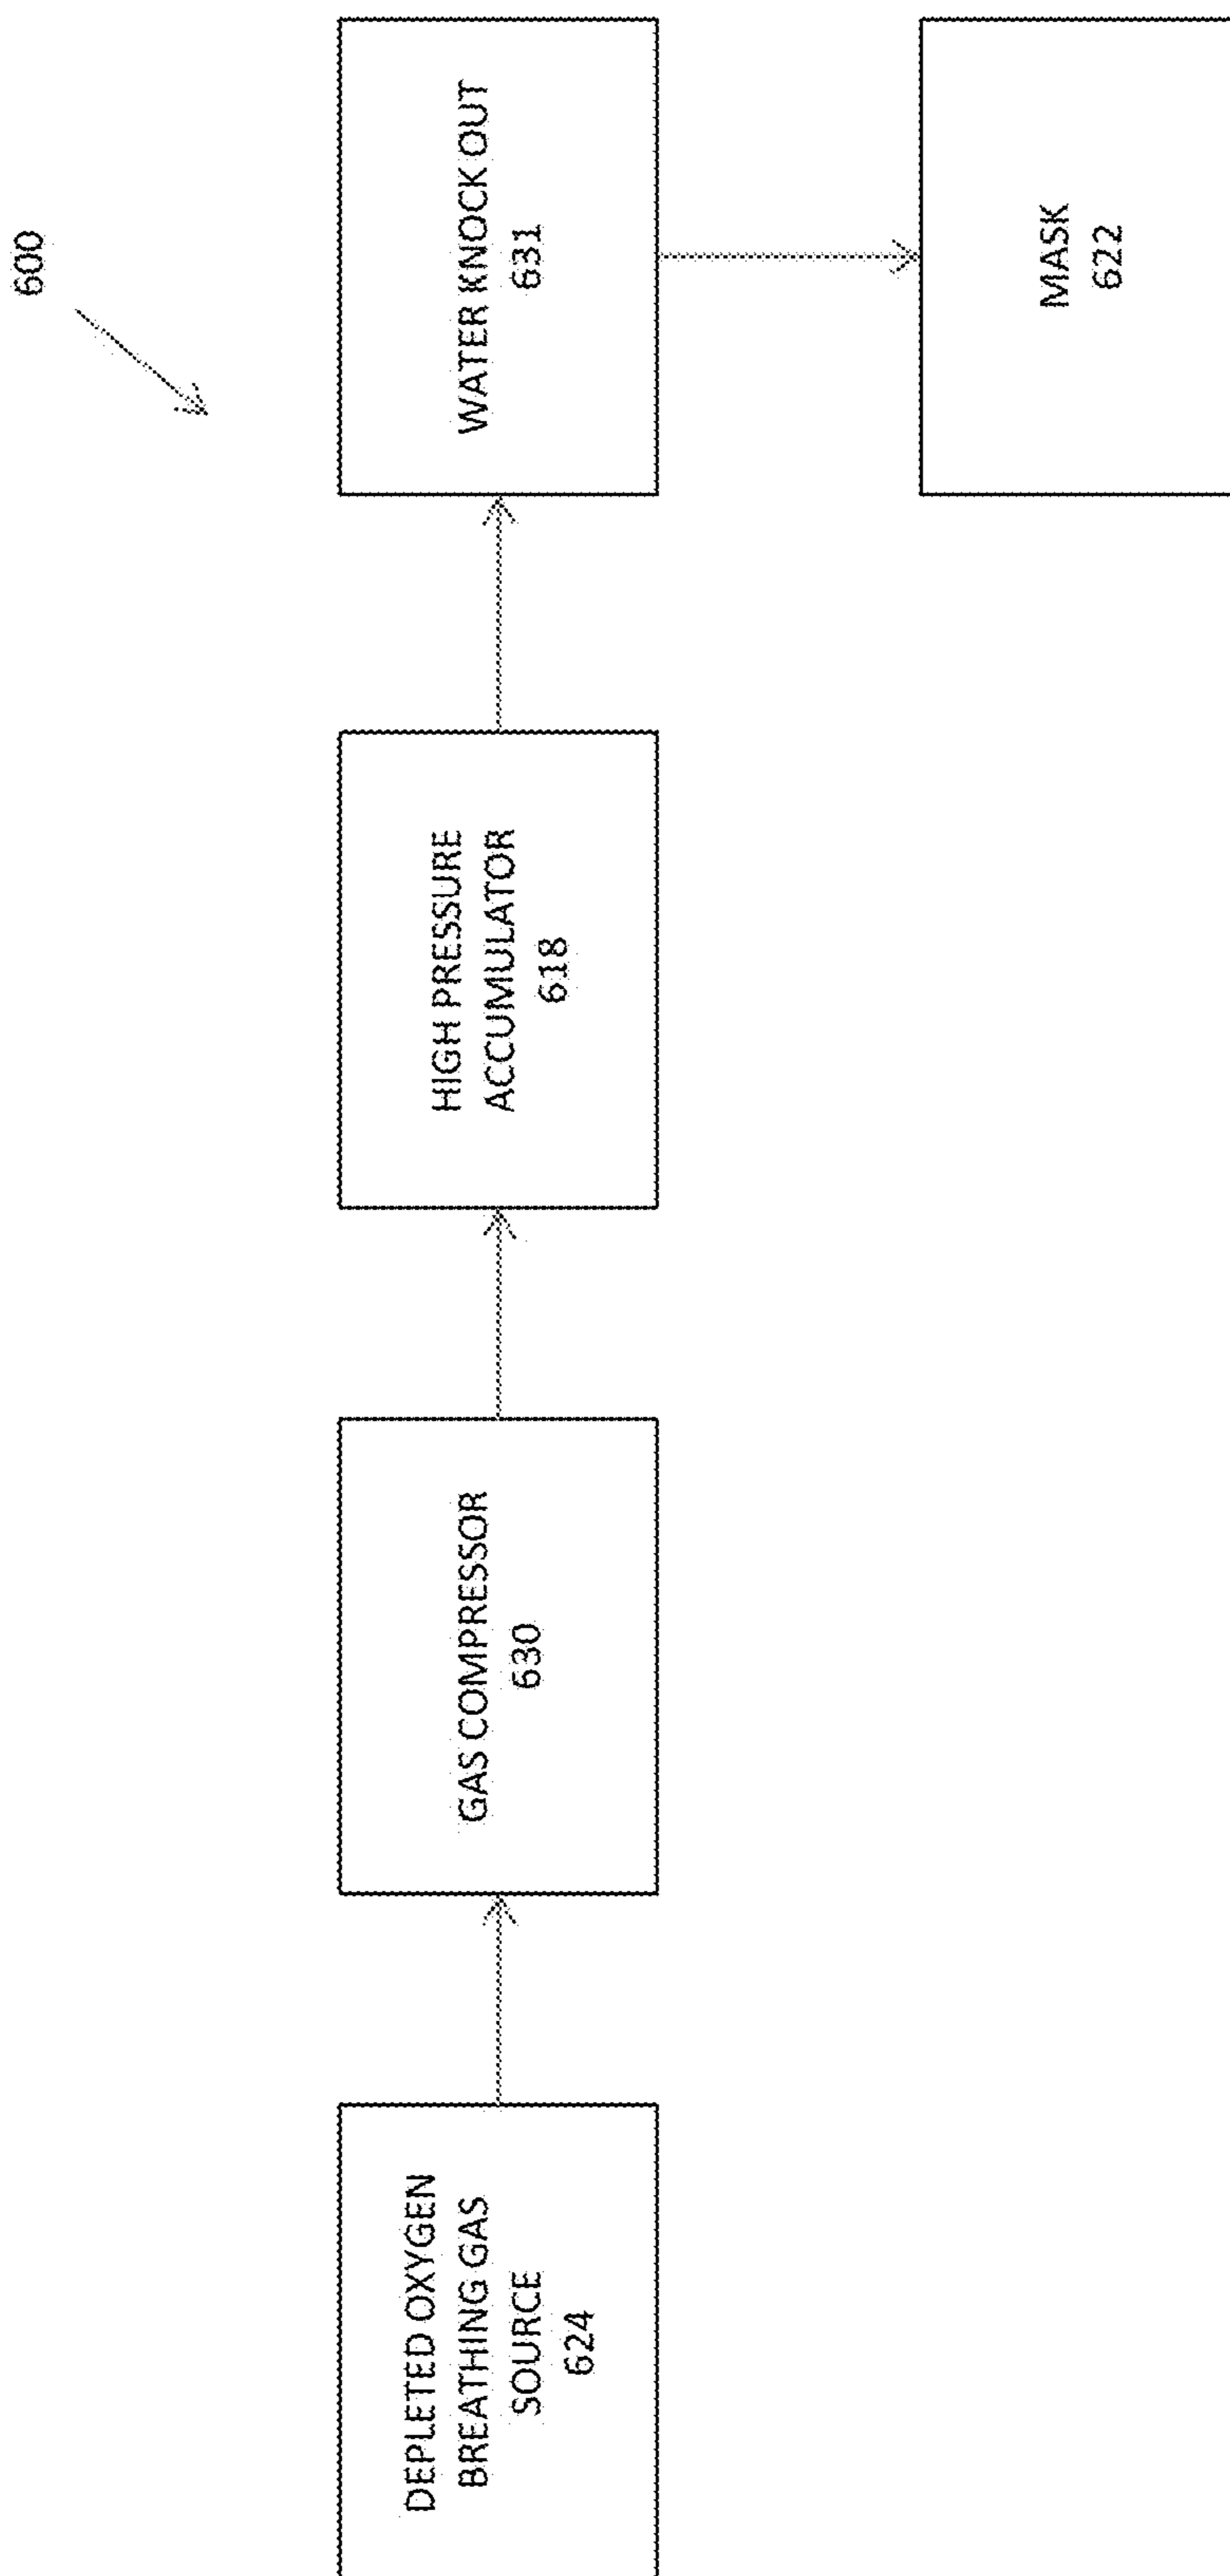 600
DEPLETED OXYGEN
BREATHING GAS
SOURCE
624
GAS COMPRESSOR
630
HIGH PRESSURE
ACCUMULATOR
618
WATER KNOCK OUT
631
MASK
622